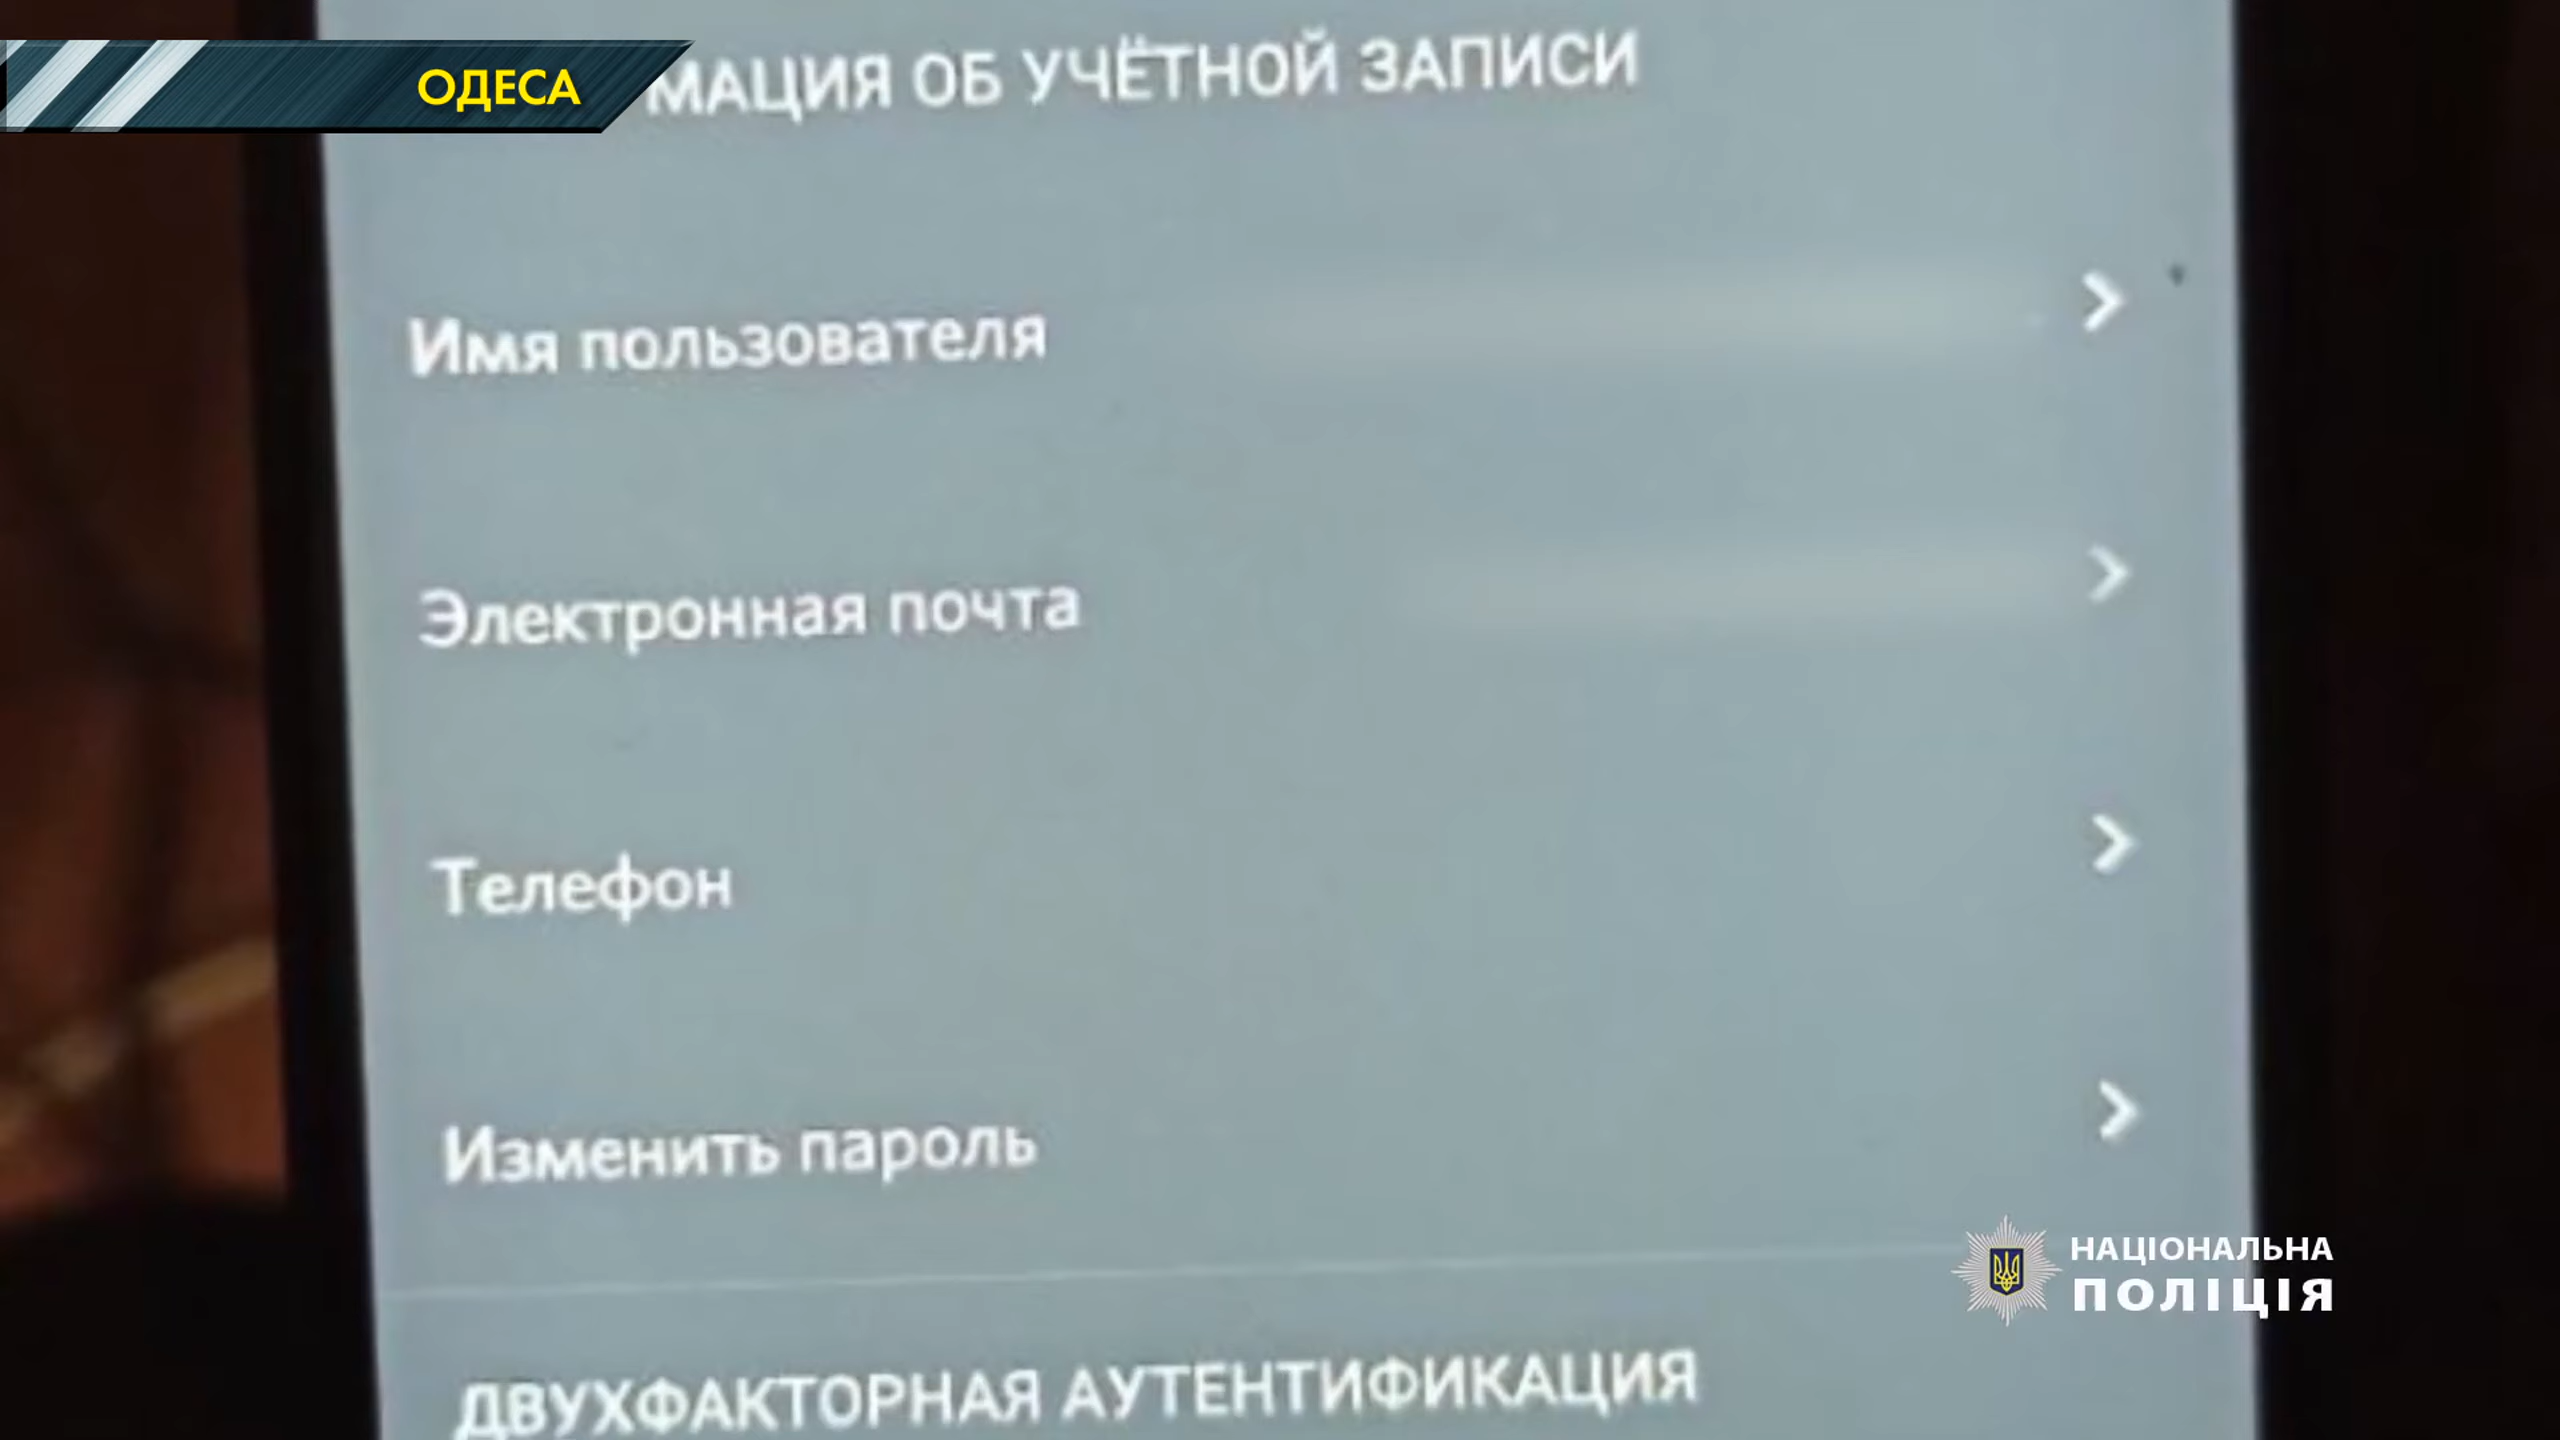 ОДЕСА
МАЦИЯ ОБ УЧЁТНОЙ ЗАПИСИ
Имя пользователя
Электронная почта
Телефон
Изменить пароль
НАЦІОНАЛЬНА
ПОЛІЦІЯ
ДВУХФАКТОРНАЯ АУТЕНТИФИКАЦИЯ